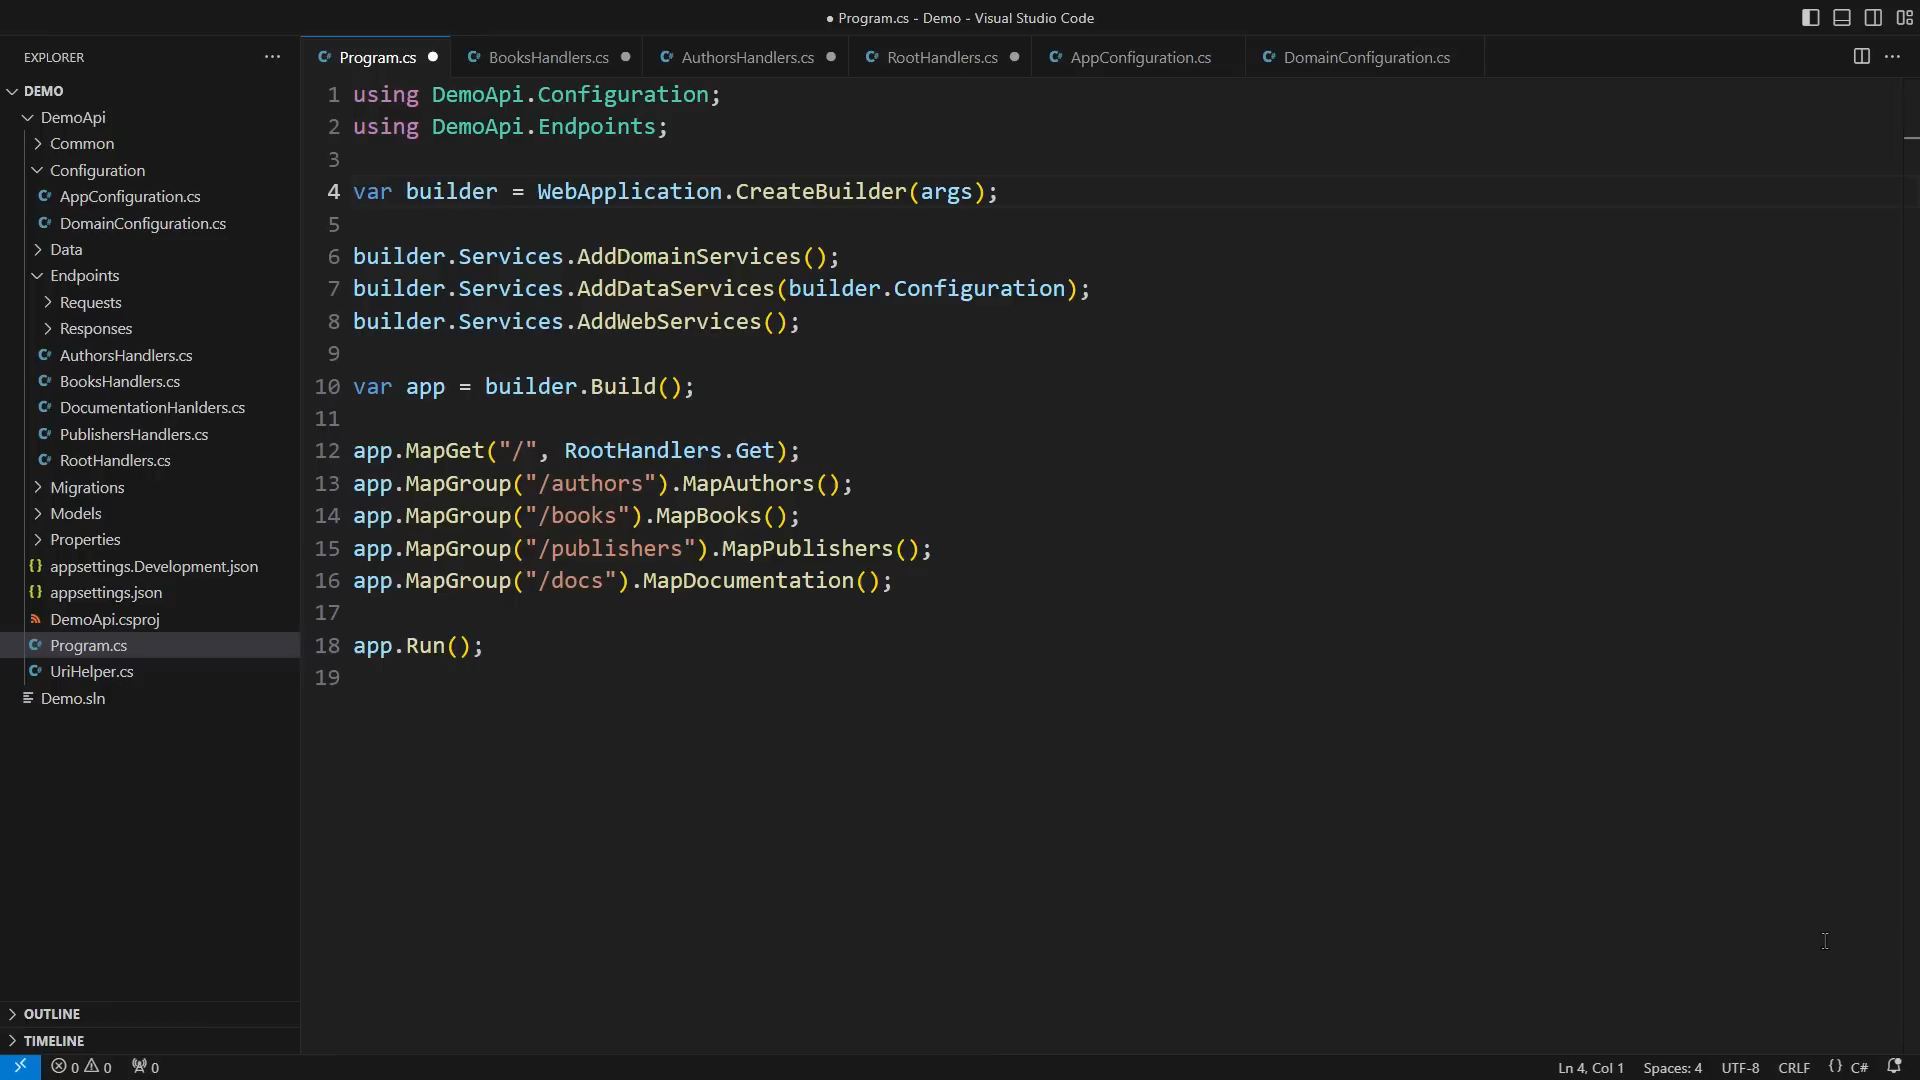 ● Program.cs - Demo - Visual Studio Code
EXPLORER
DEMO
DemoApi
Common
Configuration
AppConfiguration.cs
DomainConfiguration.cs
Data
Endpoints
Requests
Responses
AuthorsHandlers.cs
BooksHandlers.cs
DocumentationHanlders.cs
PublishersHandlers.cs
RootHandlers.cs
Migrations
Models
Properties
appsettings.Development.json
appsettings.json
DemoApi.csproj
Program.cs
UriHelper.cs
Demo.sln
OUTLINE
TIMELINE
Program.cs BooksHandlers.cs AuthorsHandlers.cs RootHandlers.cs AppConfiguration.cs DomainConfiguration.cs
1 using DemoApi.Configuration;
2 using DemoApi.Endpoints;
3
4 var builder = WebApplication.CreateBuilder(args);
5
6 builder.Services.AddDomainServices();
7 builder.Services.AddDataServices(builder.Configuration);
8 builder.Services.AddWebServices();
9
10 var app = builder.Build();
11
12 app.MapGet("/", RootHandlers.Get);
13 app.MapGroup("/authors").MapAuthors();
14 app.MapGroup("/books").MapBooks();
15 app.MapGroup("/publishers").MapPublishers();
16 app.MapGroup("/docs").MapDocumentation();
17
18 app.Run();
19
0 0 0 Ln 4, Col 1 Spaces: 4 UTF-8 CRLF {} C#